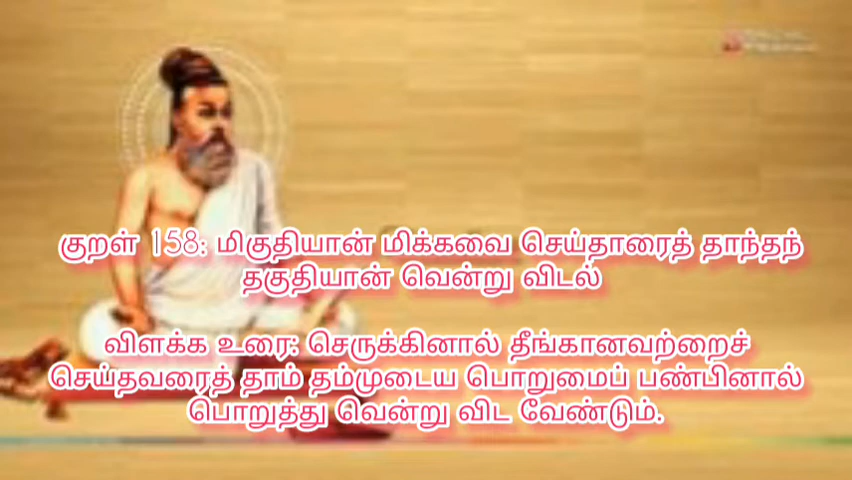 குறள் 158: மிகுதியான் மிக்கவை செய்தாரைத் தாந்தந்
தகுதியான் வென்று விடல்
விளக்க உரை: செருக்கினால் தீங்கானவற்றைச்
செய்தவரைத் தாம் தம்முடைய பொறுமைப் பண்பினால்
பொறுத்து வென்று விட வேண்டும்.